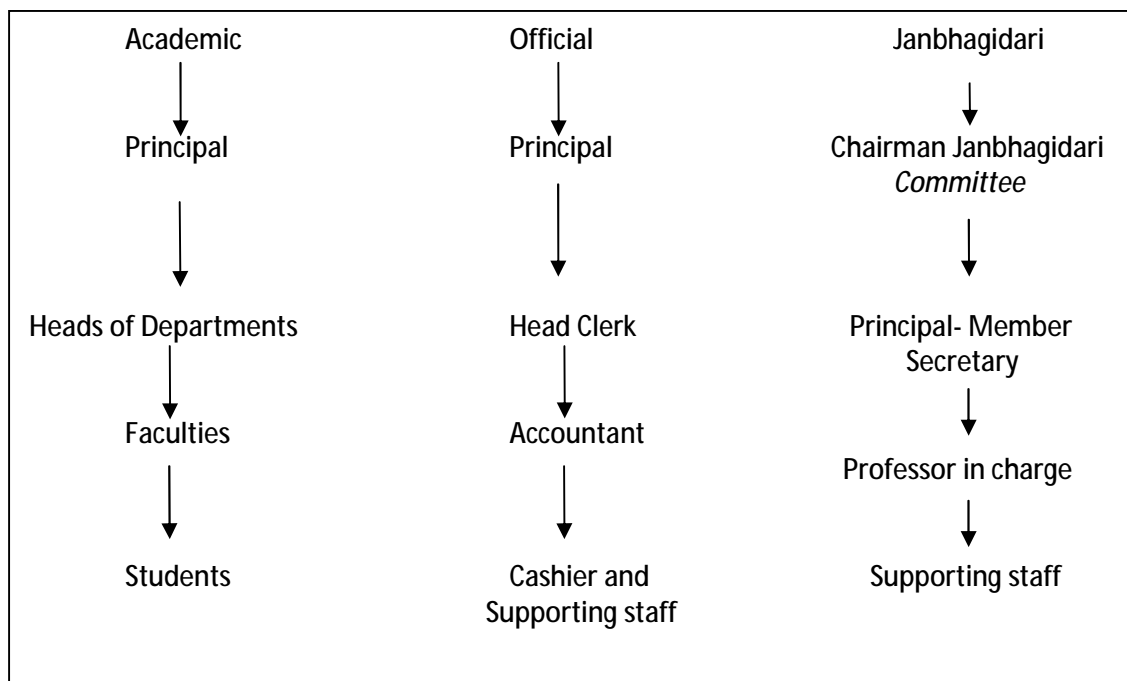 Academic
Principal
Heads of Departments
Faculties
Students
Official
Principal
Head Clerk
Accountant
Cashier and
Supporting staff
Janbhagidari
Chairman Janbhagidari
Committee
Principal- Member
Secretary
Professor in charge
Supporting staff